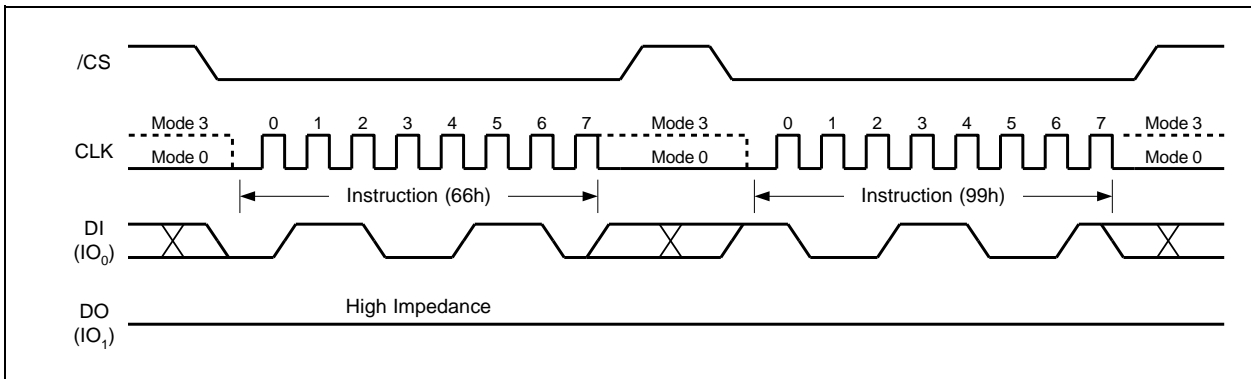 /CS
Mode 3 0 1 2 3 4 5 6 7 Mode 3 0 1 2 3 4 5 6 7 Mode 3
CLK Mode 0 Mode 0 Mode 0
Instruction (66h) Instruction (99h)
DI
(IO0)
DO High Impedance
(IO1)